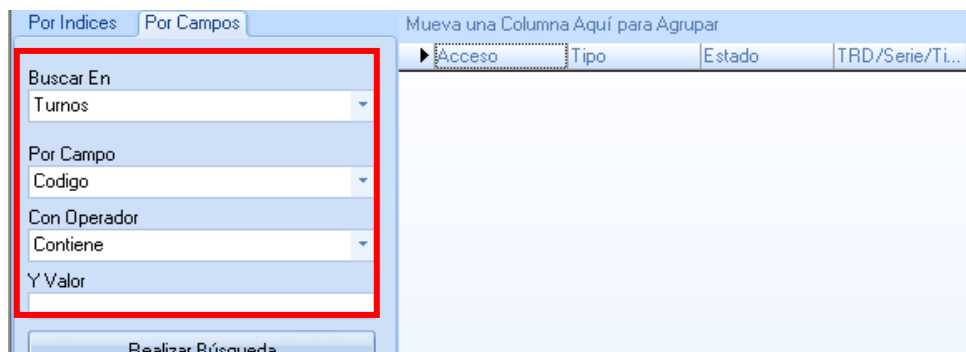 Por Indices Por Campos
Mueva una Columna Aquí para Agrupar
Acceso Tipo Estado TRD/Serie/Ti...
Buscar En
Turnos
Por Campo
Codigo
Con Operador
Contiene
Y Valor
Realizar Búsqueda